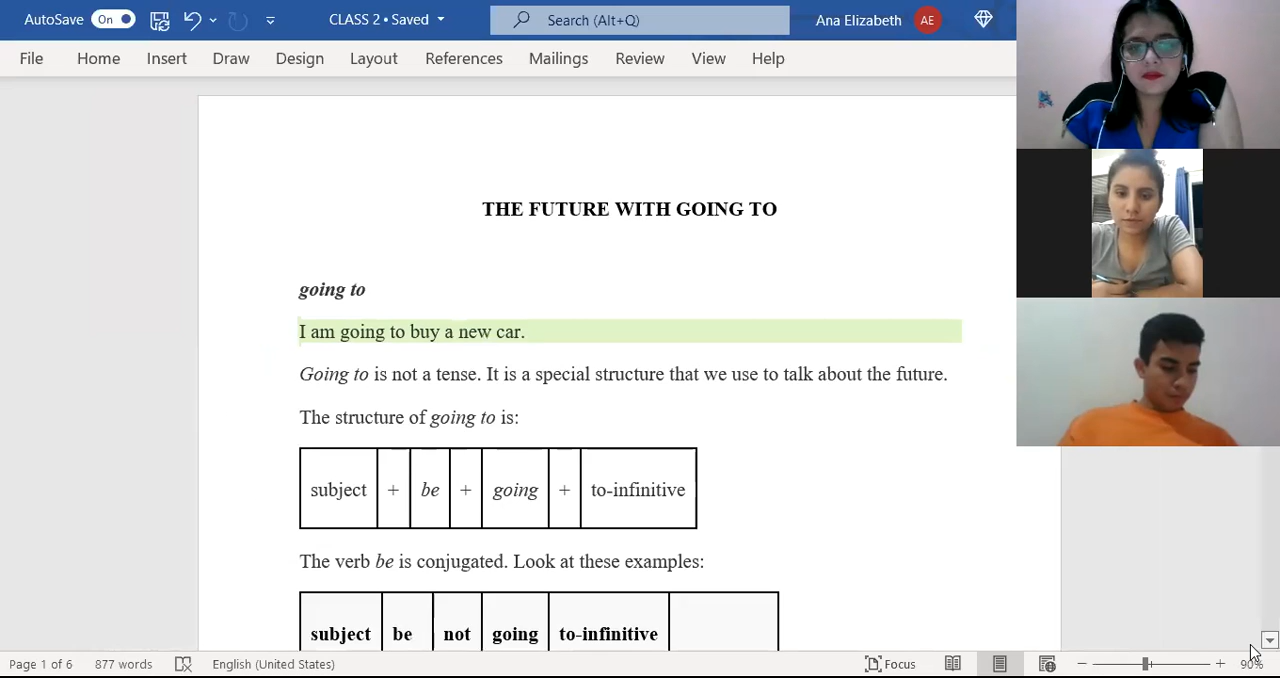 AutoSave On CLASS 2 • Saved Search (Alt+Q) Ana Elizabeth AE
File Home Insert Draw Design Layout References Mailings Review View Help
THE FUTURE WITH GOING TO
going to
I am going to buy a new car.
Going to is not a tense. It is a special structure that we use to talk about the future.
The structure of going to is:
subject + be + going + to-infinitive
The verb be is conjugated. Look at these examples:
subject be not going to-infinitive
Page 1 of 6 877 words English (United States) Focus 90%